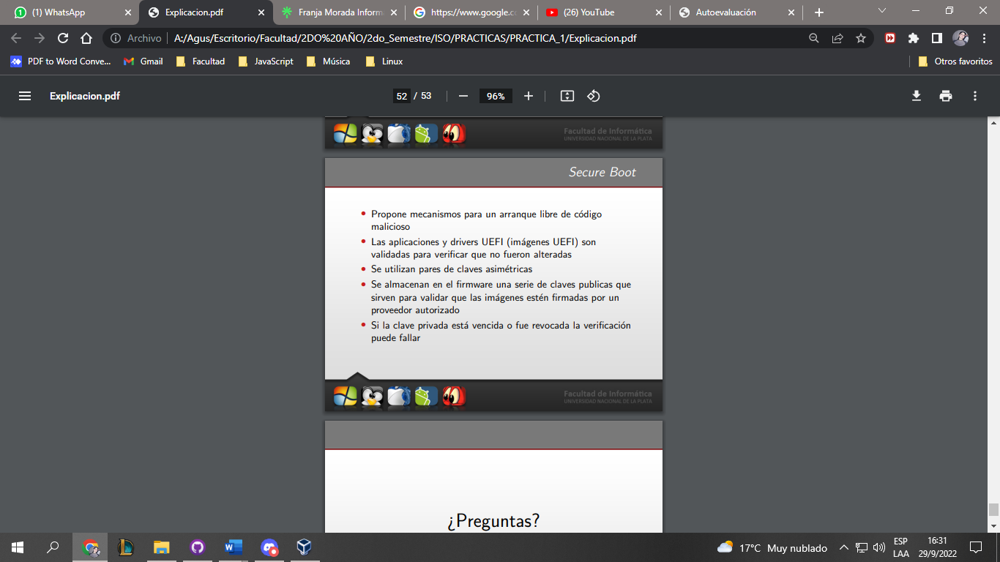 (1) WhatsApp
Explicacion.pdf
Franja Morada Inform
https://www.google.co
(26) YouTube
Autoevaluación
Archivo
A:/Agus/Escritorio/Facultad/2DO%20AÑO/2do_Semestre/ISO/PRACTICAS/PRACTICA_1/Explicacion.pdf
PDF to Word Conve...
Gmail
Facultad
JavaScript
Música
Linux
Otros favoritos
Explicacion.pdf
52 / 53
96%
Facultad de Informática
UNIVERSIDAD NACIONAL DE LA PLATA
Secure Boot
Propone mecanismos para un arranque libre de código
malicioso
Las aplicaciones y drivers UEFI (imágenes UEFI) son
validadas para verificar que no fueron alteradas
Se utilizan pares de claves asimétricas
Se almacenan en el firmware una serie de claves publicas que
sirven para validar que las imágenes estén firmadas por un
proveedor autorizado
Si la clave privada está vencida o fue revocada la verificación
puede fallar
Facultad de Informática
UNIVERSIDAD NACIONAL DE LA PLATA
¿Preguntas?
17°C Muy nublado
ESP
LAA
16:31
29/9/2022